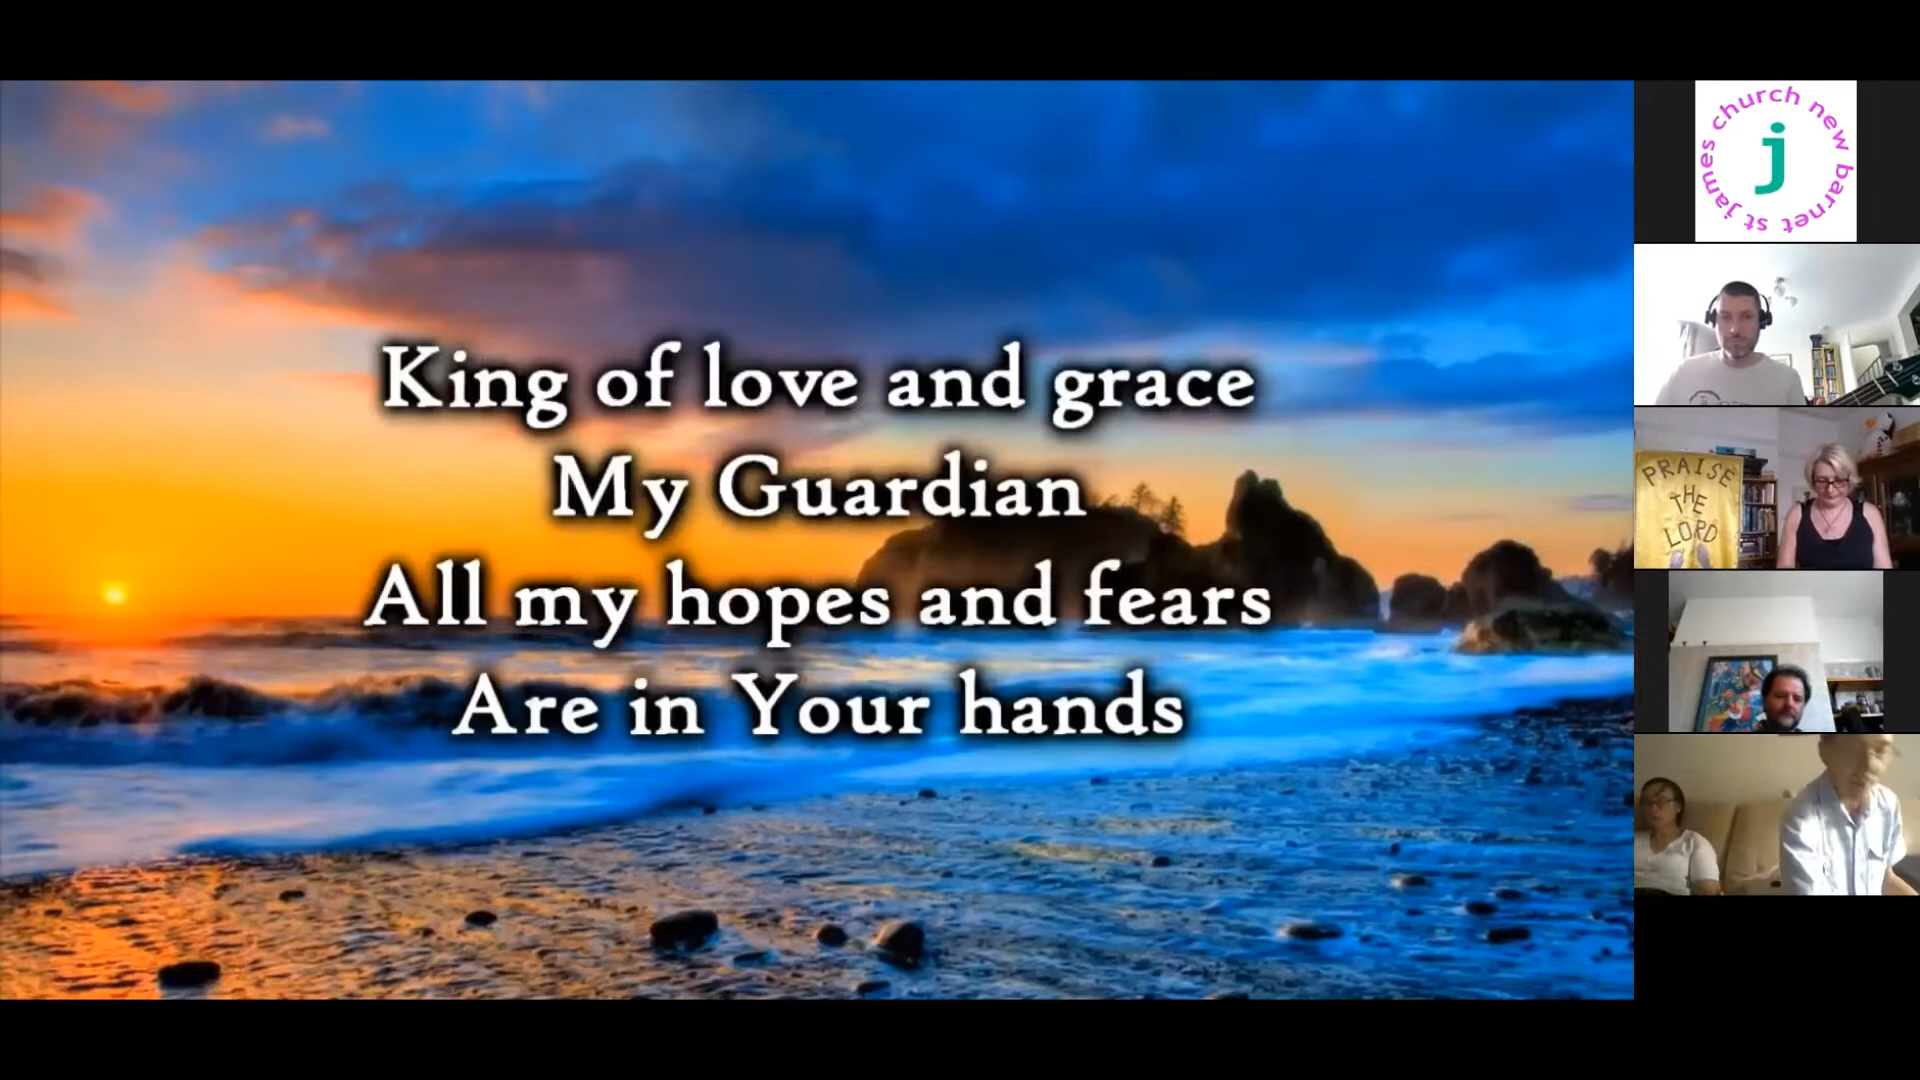 King of love and grace
My Guardian
All my hopes and fears
Are in Your hands
st james church new barnet
j
PRAISE
THE
LORD